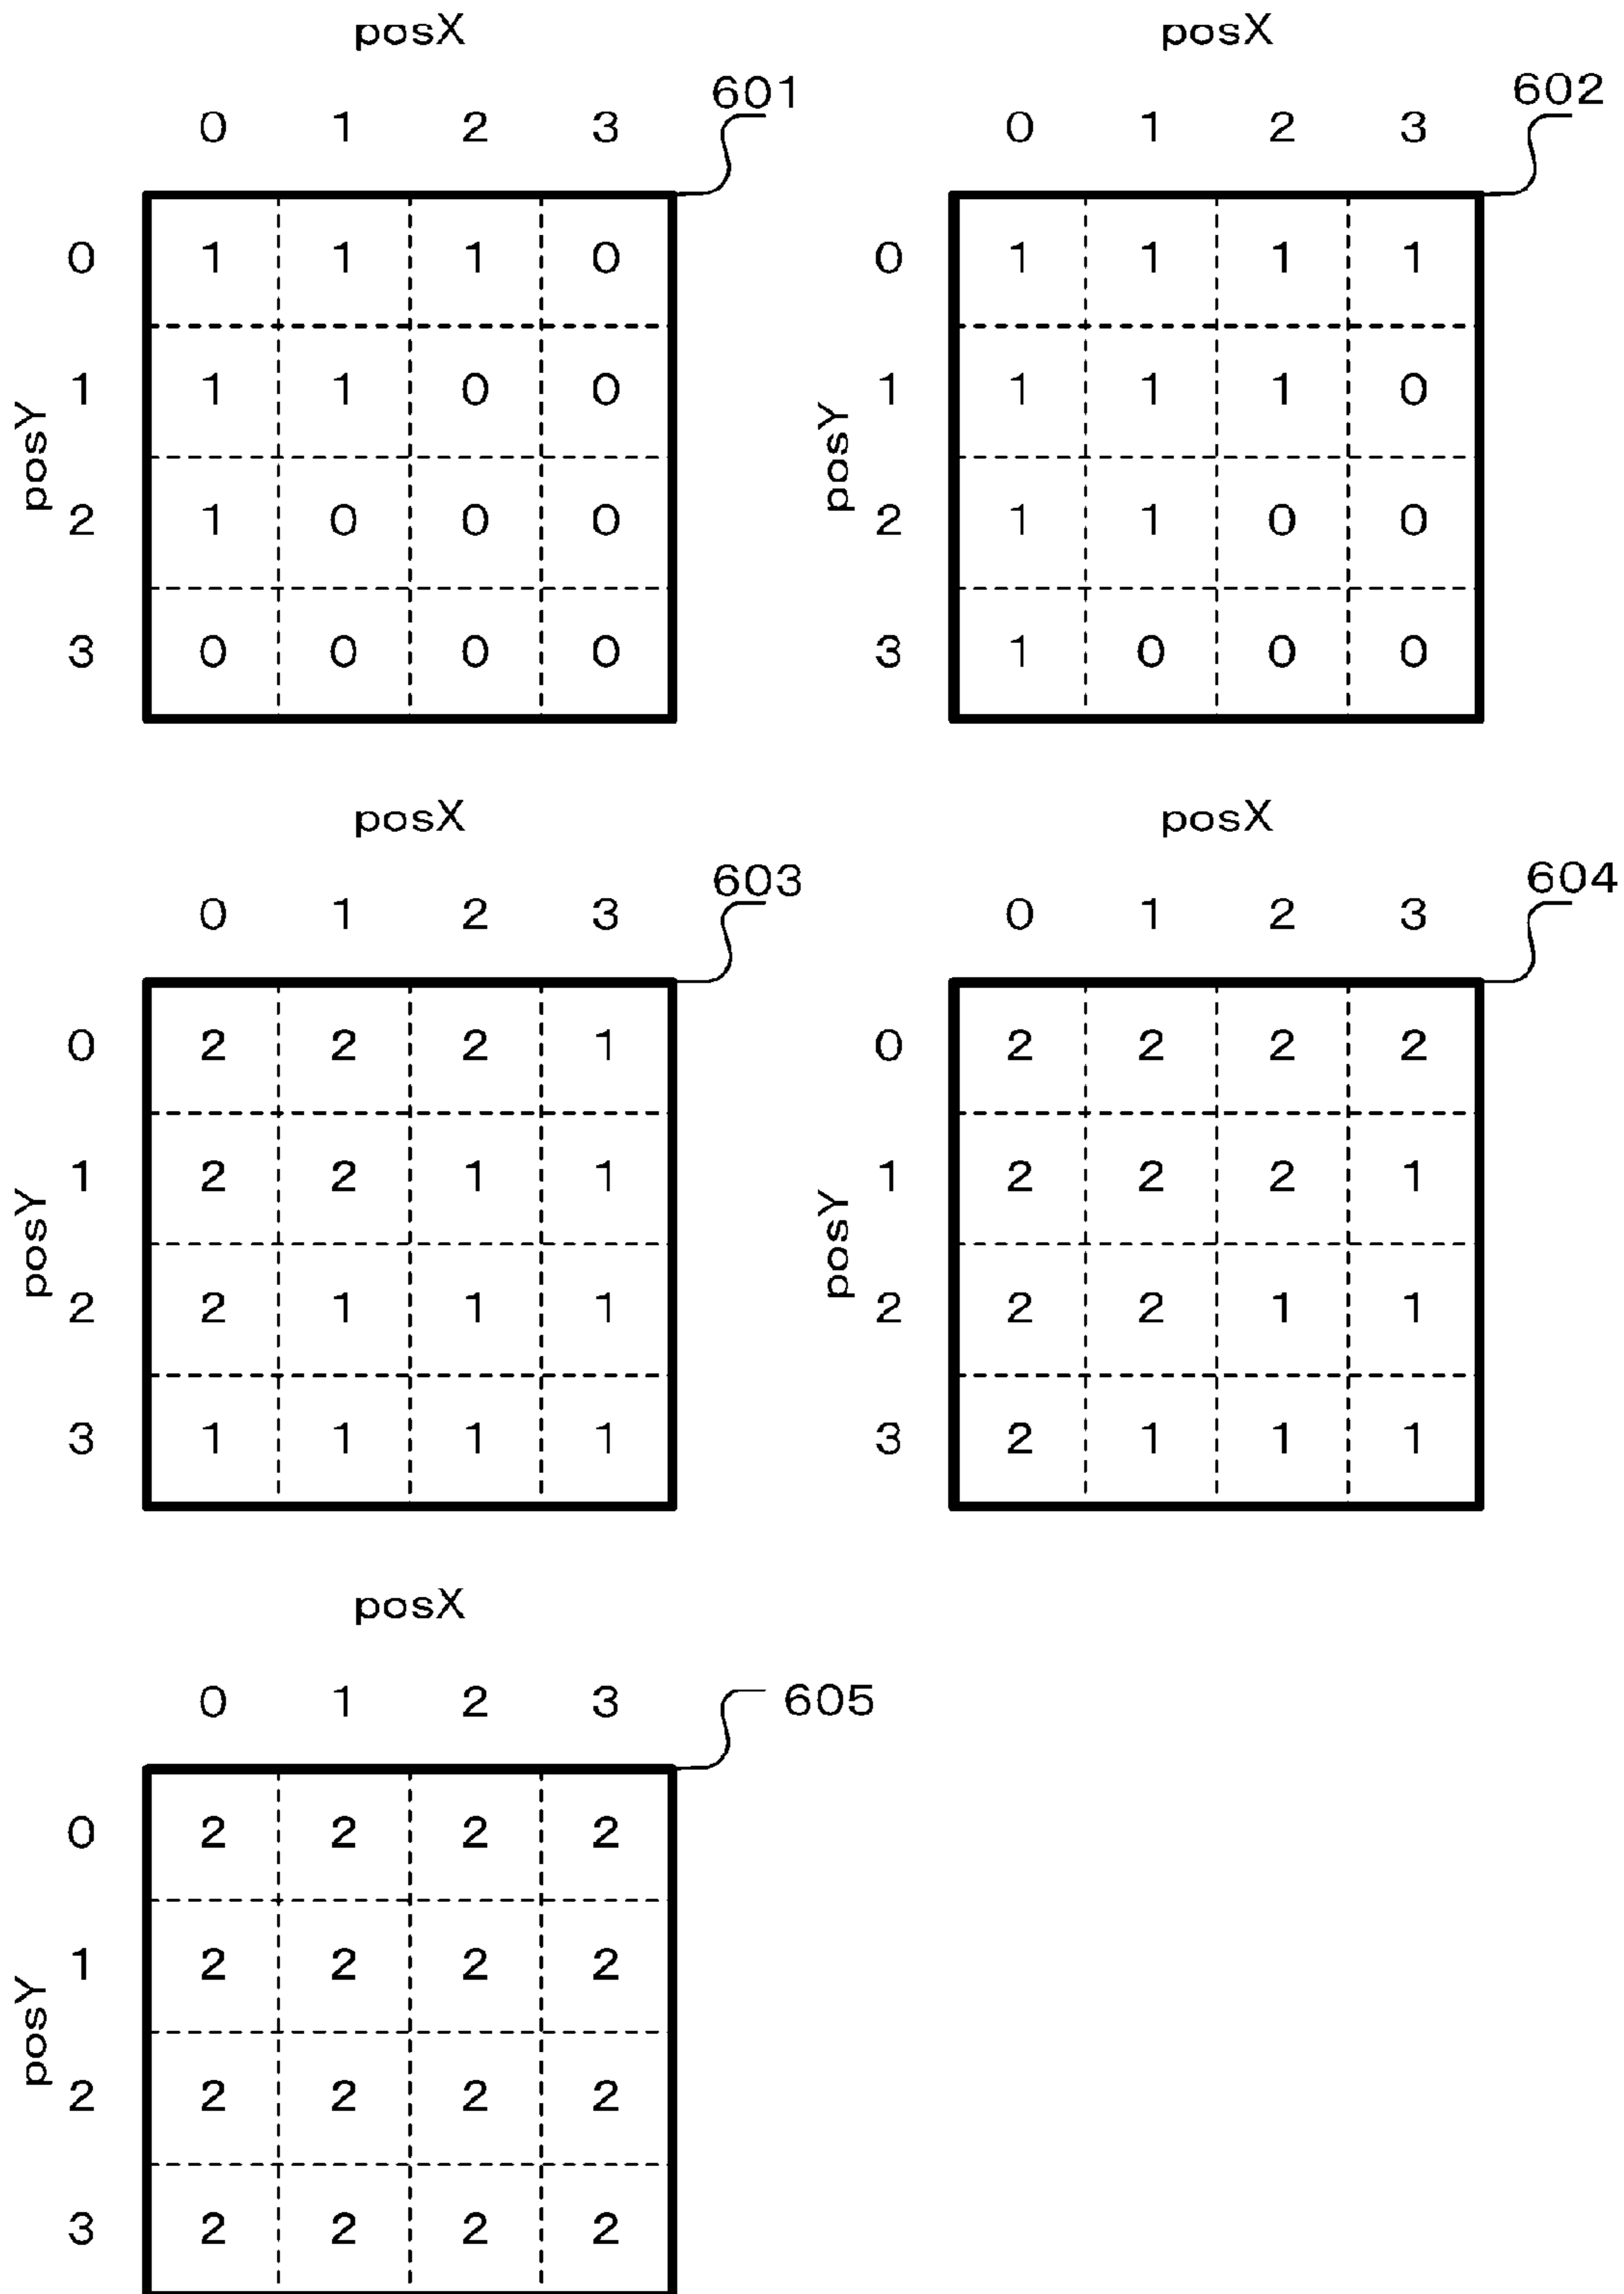 posX posX
601 602
0 1 2 3 0 1 2 3
0 1 1 1 0 0 1 1 1 1
1 1 1 0 0 1 1 1 1 0
posY posY
2 1 0 0 0 2 1 1 0 0
3 0 0 0 0 3 1 0 0 0
posX posX
603 604
0 1 2 3 0 1 2 3
0 2 2 2 1 0 2 2 2 2
1 2 2 1 1 1 2 2 2 1
posY posY
2 2 1 1 1 2 2 2 1 1
3 1 1 1 1 3 2 1 1 1
posX
0 1 2 3 605
0 2 2 2 2
1 2 2 2 2
posY
2 2 2 2 2
3 2 2 2 2